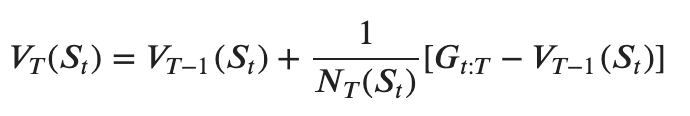 V_T(S_t) = V_{T−1}(S_t) + \frac{1}{N_T(S_t)} [G_{t:T} − V_{T−1}(S_t)]